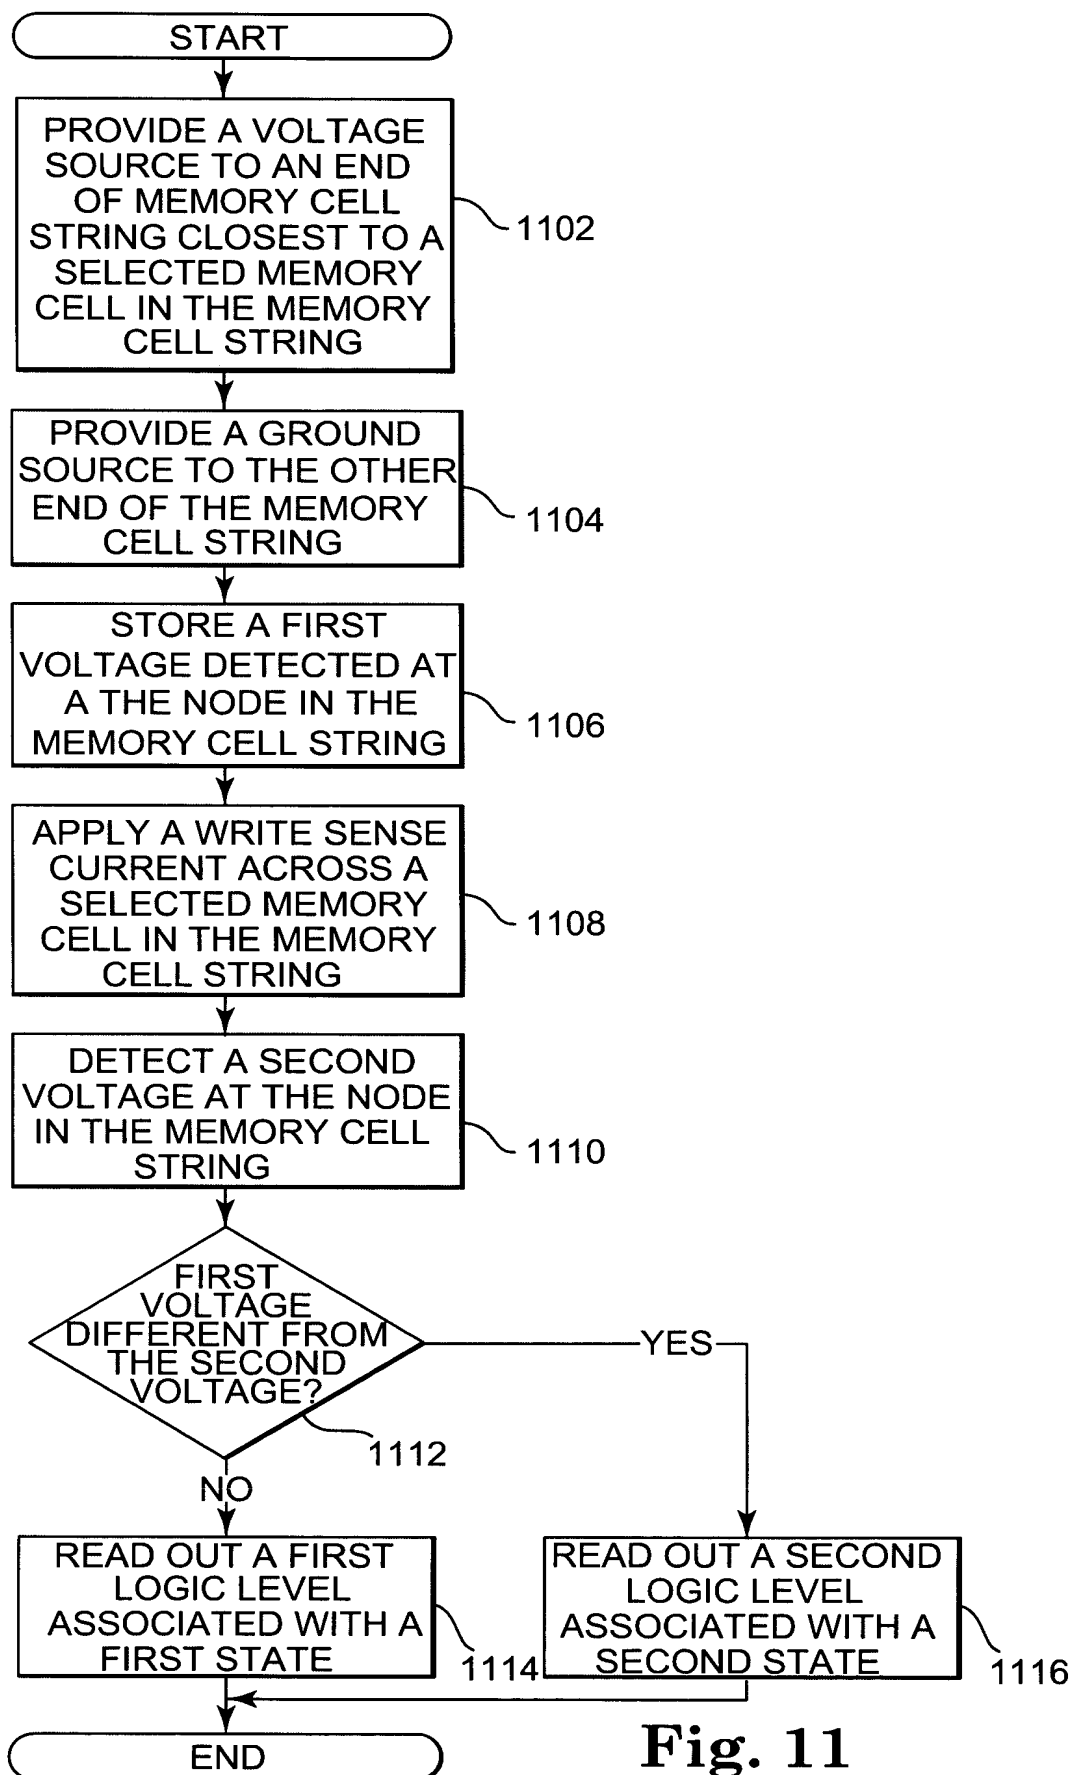 START
PROVIDE A VOLTAGE
SOURCE TO AN END
OF MEMORY CELL
STRING CLOSEST TO A
SELECTED MEMORY
CELL IN THE MEMORY
CELL STRING
1102
PROVIDE A GROUND
SOURCE TO THE OTHER
END OF THE MEMORY
CELL STRING
1104
STORE A FIRST
VOLTAGE DETECTED AT
A THE NODE IN THE
MEMORY CELL STRING
1106
APPLY A WRITE SENSE
CURRENT ACROSS A
SELECTED MEMORY
CELL IN THE MEMORY
CELL STRING
1108
DETECT A SECOND
VOLTAGE AT THE NODE
IN THE MEMORY CELL
STRING
1110
FIRST
VOLTAGE
DIFFERENT FROM
THE SECOND
VOLTAGE?
1112
YES
NO
READ OUT A FIRST
LOGIC LEVEL
ASSOCIATED WITH A
FIRST STATE
1114
READ OUT A SECOND
LOGIC LEVEL
ASSOCIATED WITH A
SECOND STATE
1116
END
Fig. 11